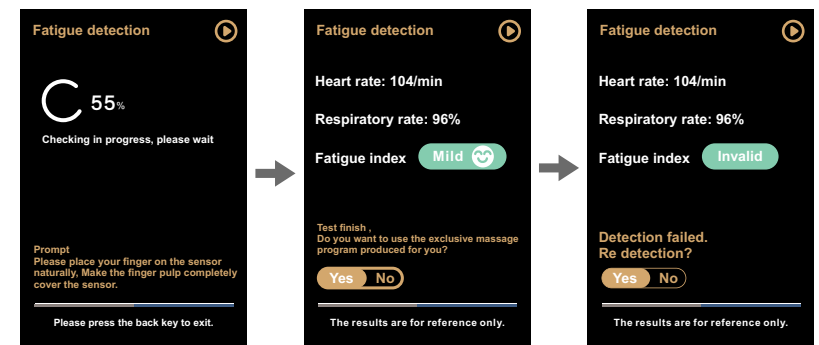 Fatigue detection
55%
Checking in progress, please wait
Prompt
Please place your finger on the sensor
naturally, Make the finger pulp completely
cover the sensor.
Please press the back key to exit.
Fatigue detection
Heart rate: 104/min
Respiratory rate: 96%
Fatigue index Mild
Test finish ,
Do you want to use the exclusive massage
program produced for you?
Yes No
The results are for reference only.
Fatigue detection
Heart rate: 104/min
Respiratory rate: 96%
Fatigue index Invalid
Detection failed.
Re detection?
Yes No
The results are for reference only.